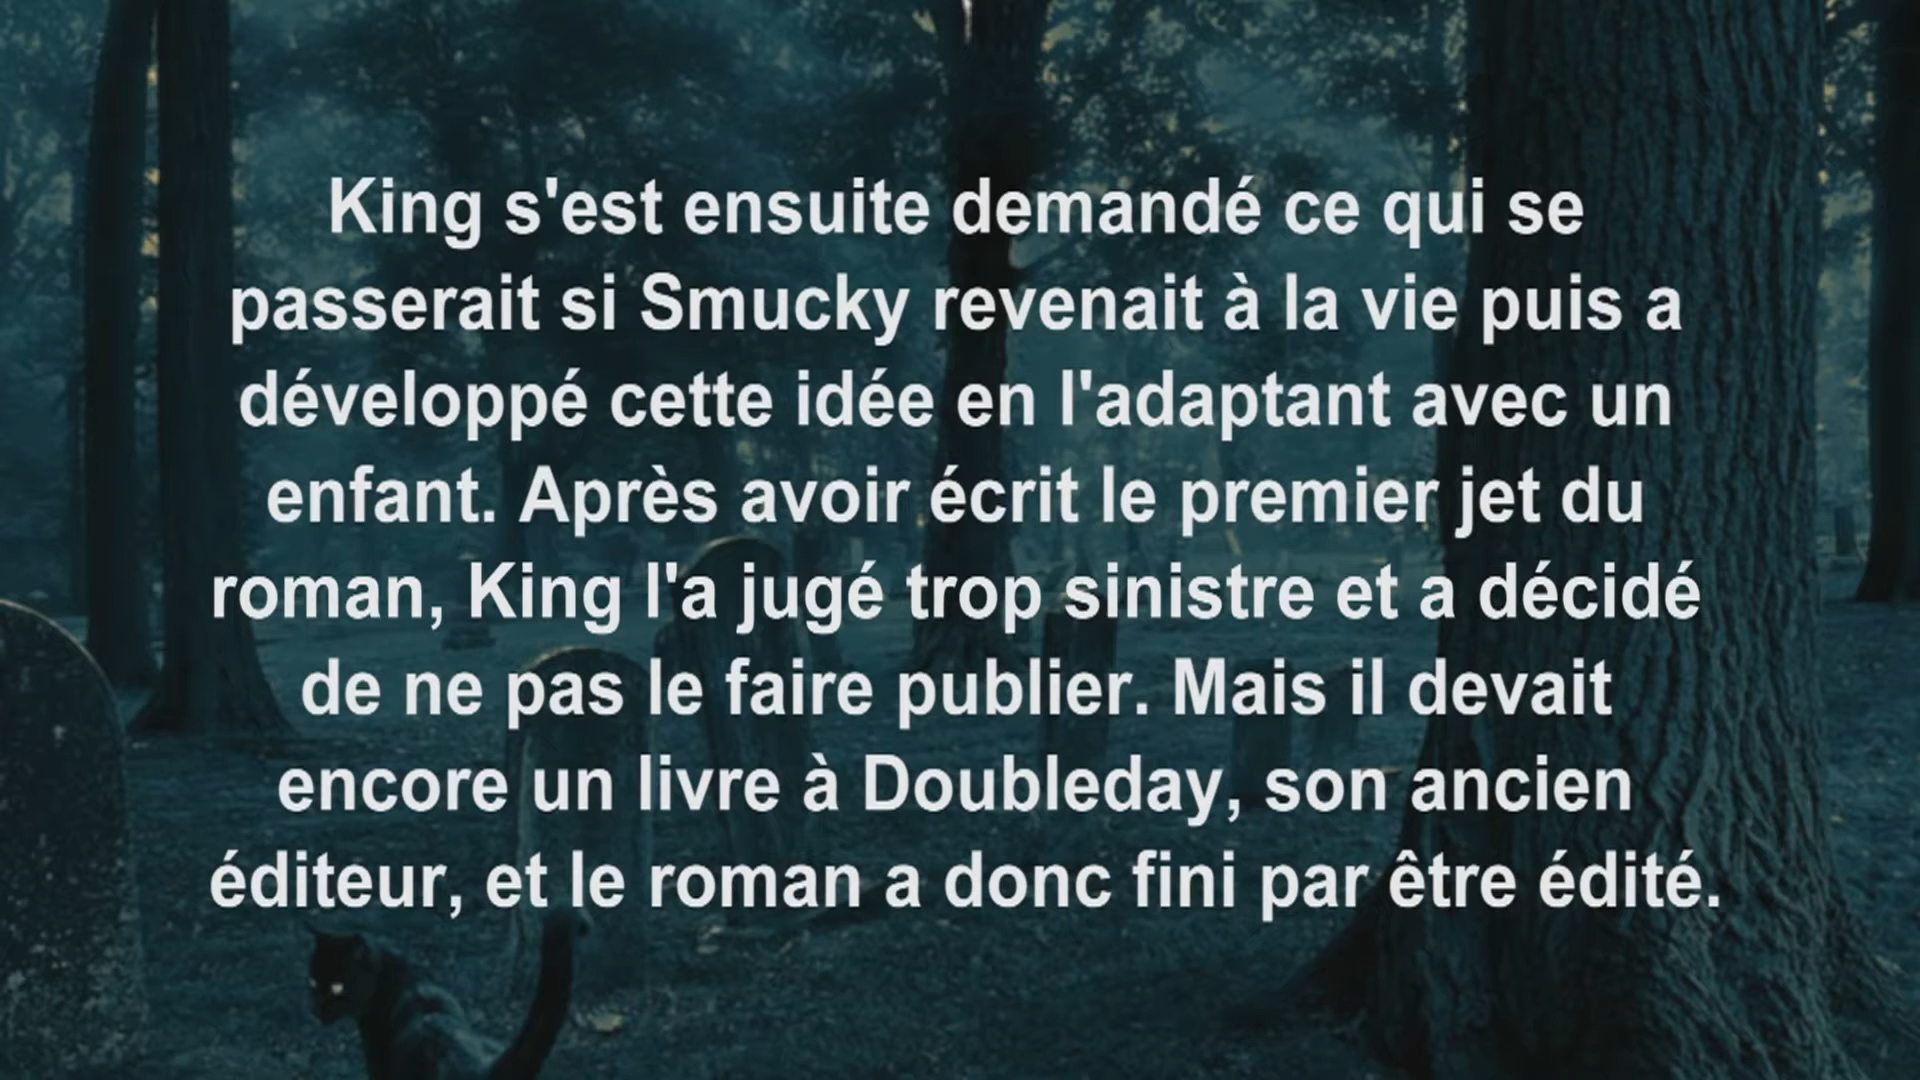 King s'est ensuite demandé ce qui se
passerait si Smucky revenait à la vie puis a
développé cette idée en l'adaptant avec un
enfant. Après avoir écrit le premier jet du
roman, King l'a jugé trop sinistre et a décidé
de ne pas le faire publier. Mais il devait
encore un livre à Doubleday, son ancien
éditeur, et le roman a donc fini par être édité.